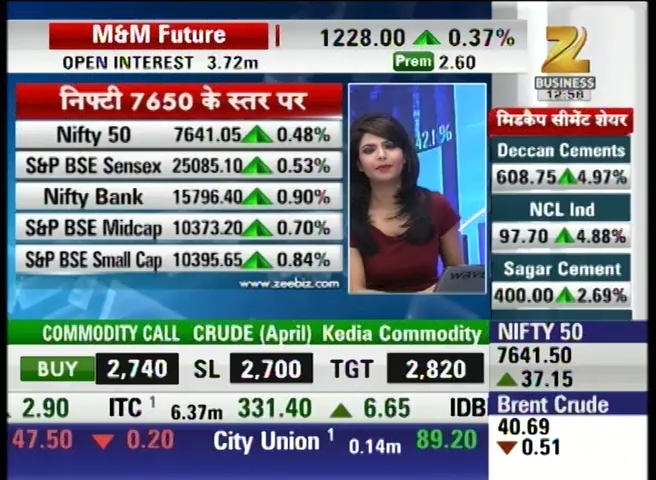 M&M Future
1228.00 0.37%
OPEN INTEREST 3.72m
Prem 2.60
Z
BUSINESS
12:58
निफ्टी 7650 के स्तर पर
Nifty 50 7641.05 0.48%
S&P BSE Sensex 25085.10 0.53%
Nifty Bank 15796.40 0.90%
S&P BSE Midcap 10373.20 0.70%
S&P BSE Small Cap 10395.65 0.84%
www.zeebiz.com
42.1%
मिडकैप सीमेंट शेयर
Deccan Cements
608.75 4.97%
NCL Ind
97.70 4.88%
Sagar Cement
400.00 2.69%
COMMODITY CALL CRUDE (April) Kedia Commodity
BUY 2,740 SL 2,700 TGT 2,820
NIFTY 50
7641.50
37.15
Brent Crude
40.69
0.51
2.90 ITC 1 6.37m 331.40 6.65 IDB
47.50 0.20 City Union 1 0.14m 89.20